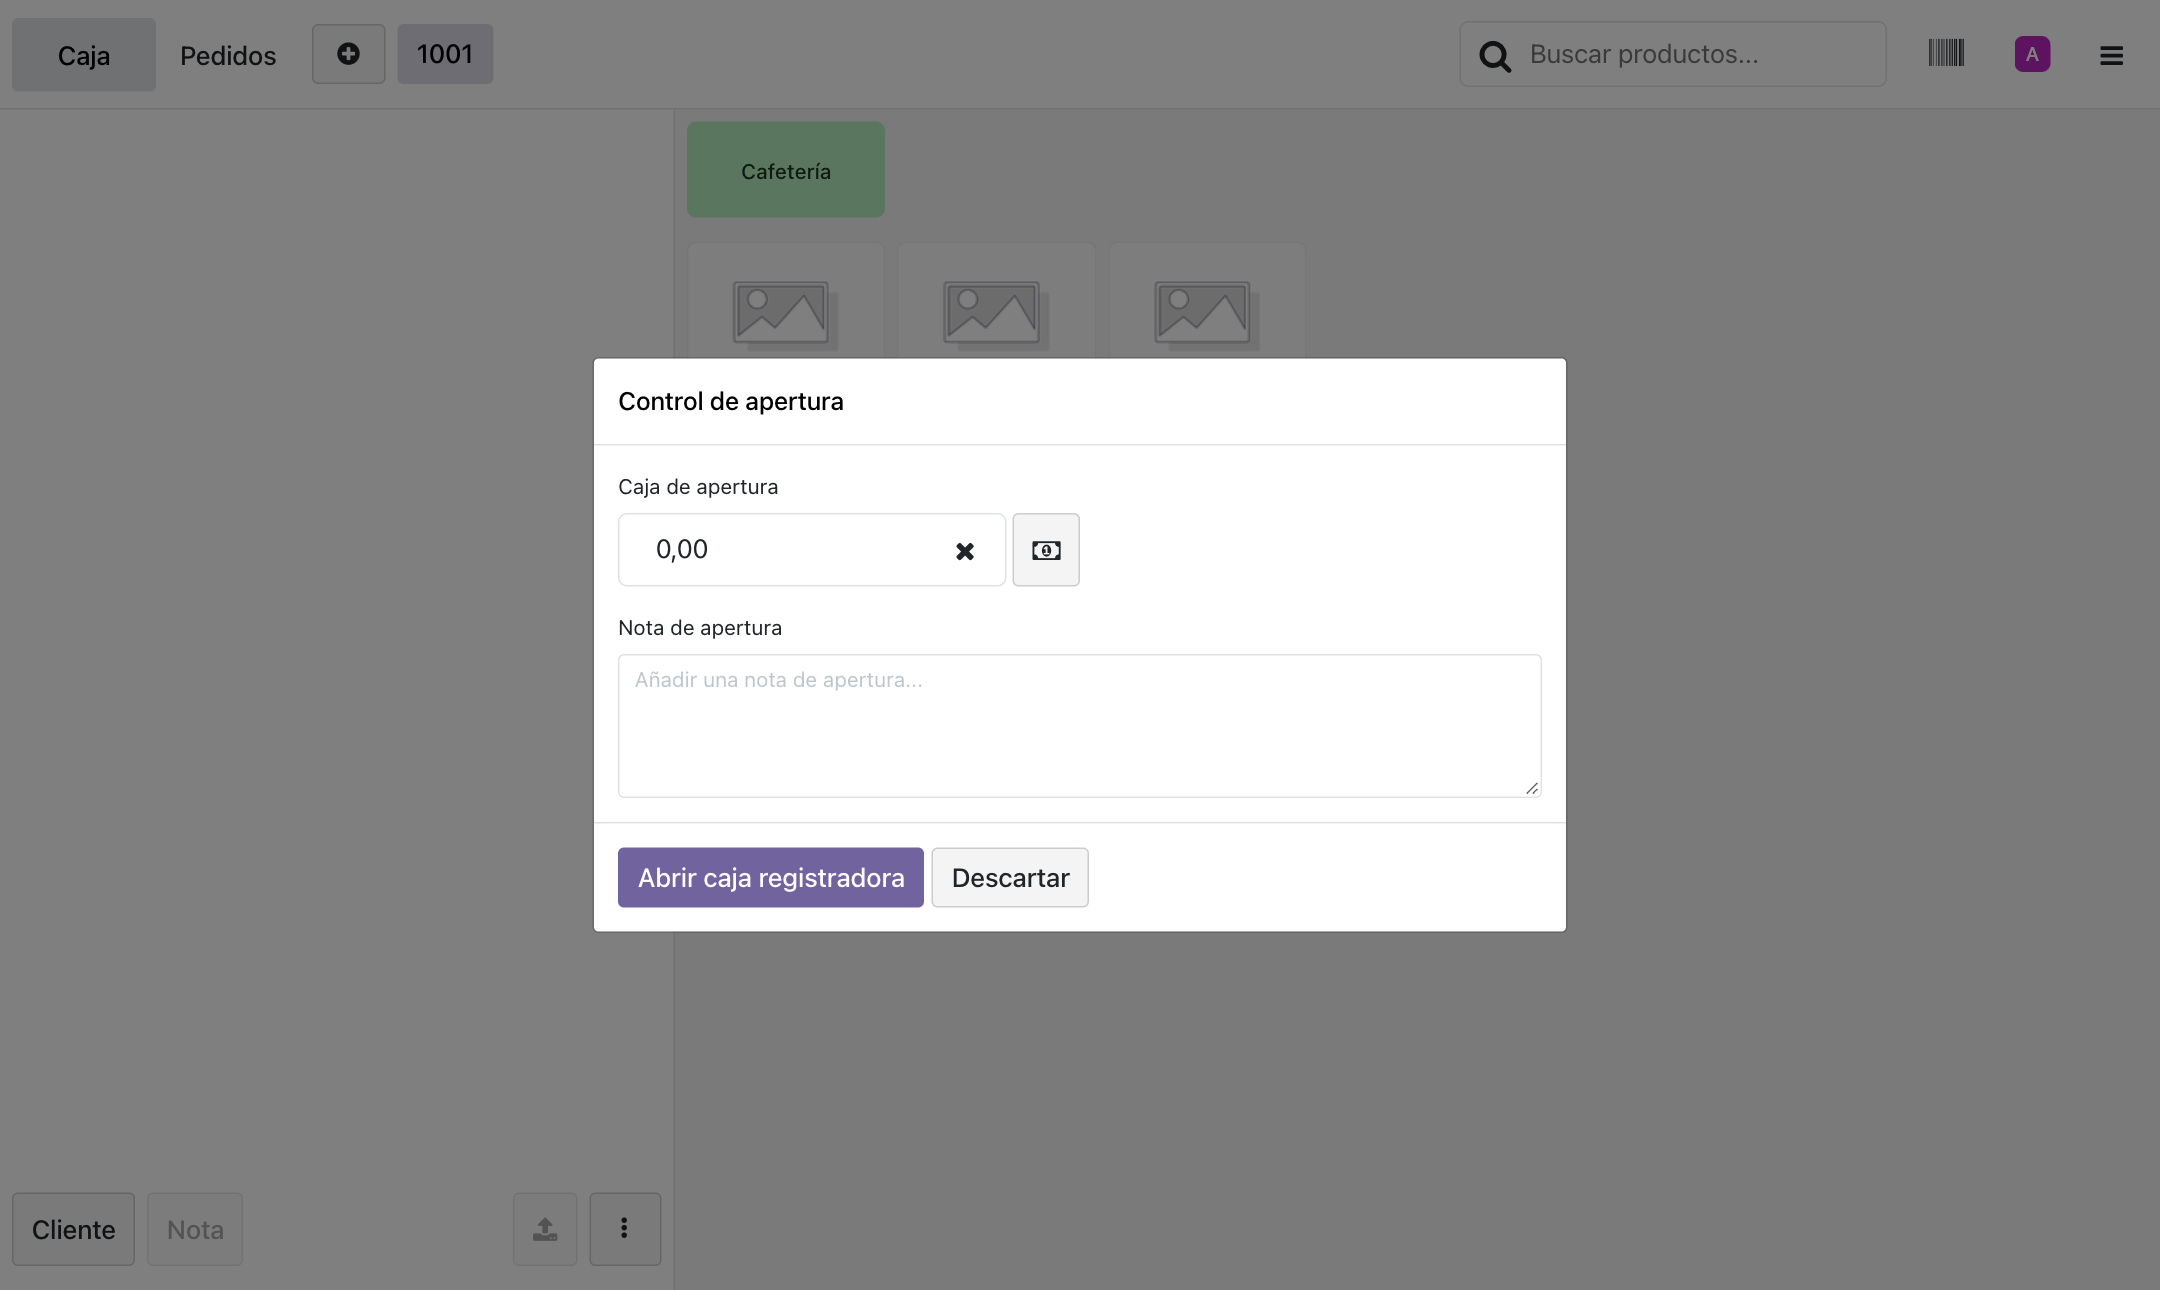 Caja
Pedidos
1001
Buscar productos...
A
Cafetería
Control de apertura
Caja de apertura
0,00
Nota de apertura
Añadir una nota de apertura...
Abrir caja registradora
Descartar
Cliente
Nota